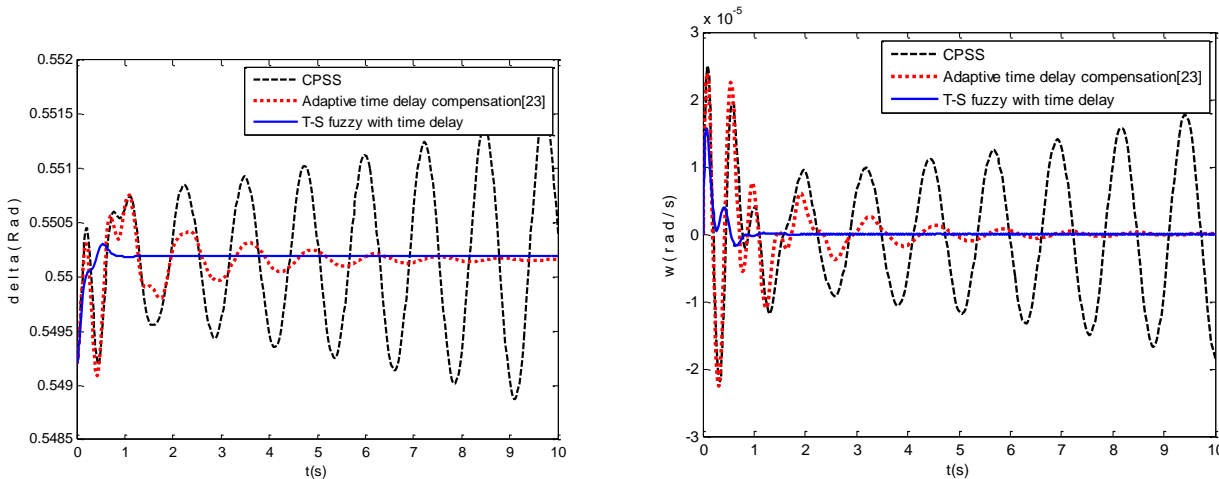 0.552
0.5515
0.551
0.5505
0.55
0.5495
0.549
0.5485
delta(Rad)
CPSS
Adaptive time delay compensation[23]
T-S fuzzy with time delay
0 1 2 3 4 5 6 7 8 9 10
t(s)
x 10-5
3
2
1
0
-1
-2
-3
w(rad/s)
CPSS
Adaptive time delay compensation[23]
T-S fuzzy with time delay
0 1 2 3 4 5 6 7 8 9 10
t(s)